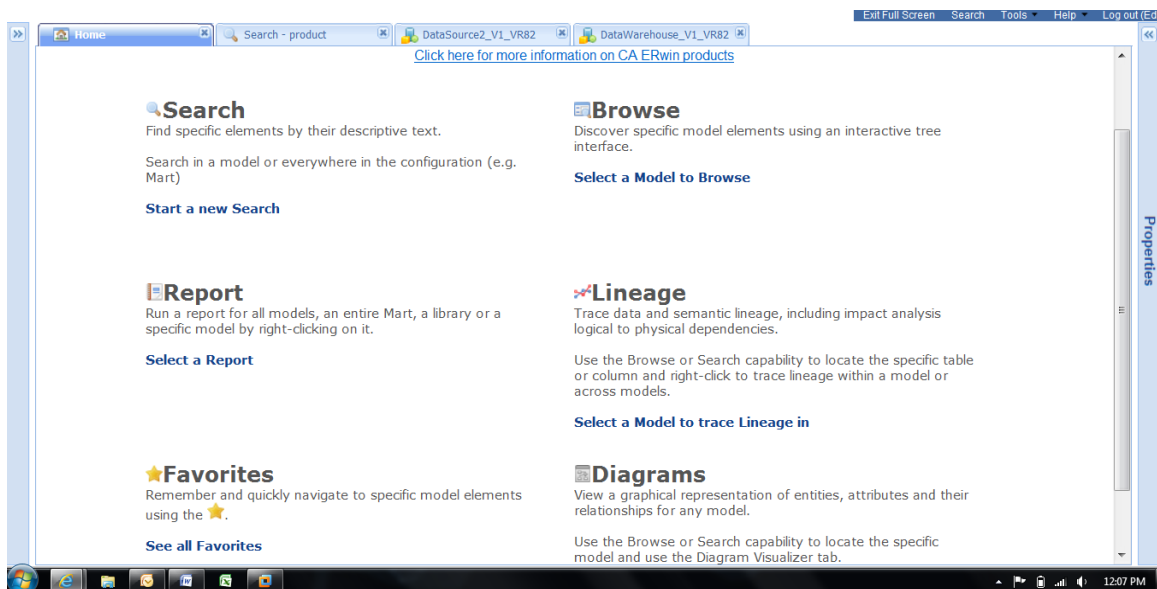 Exit Full Screen Search Tools Help Log out (Ed
Home Search - product DataSource2_V1_VR82 DataWarehouse_V1_VR82
Click here for more information on CA ERwin products
Search
Find specific elements by their descriptive text.
Search in a model or everywhere in the configuration (e.g.
Mart)
Start a new Search
Browse
Discover specific model elements using an interactive tree
interface.
Select a Model to Browse
Properties
Report
Run a report for all models, an entire Mart, a library or a
specific model by right-clicking on it.
Select a Report
Lineage
Trace data and semantic lineage, including impact analysis
logical to physical dependencies.
Use the Browse or Search capability to locate the specific table
or column and right-click to trace lineage within a model or
across models.
Select a Model to trace Lineage in
Favorites
Remember and quickly navigate to specific model elements
using the .
See all Favorites
Diagrams
View a graphical representation of entities, attributes and their
relationships for any model.
Use the Browse or Search capability to locate the specific
model and use the Diagram Visualizer tab.
12:07 PM